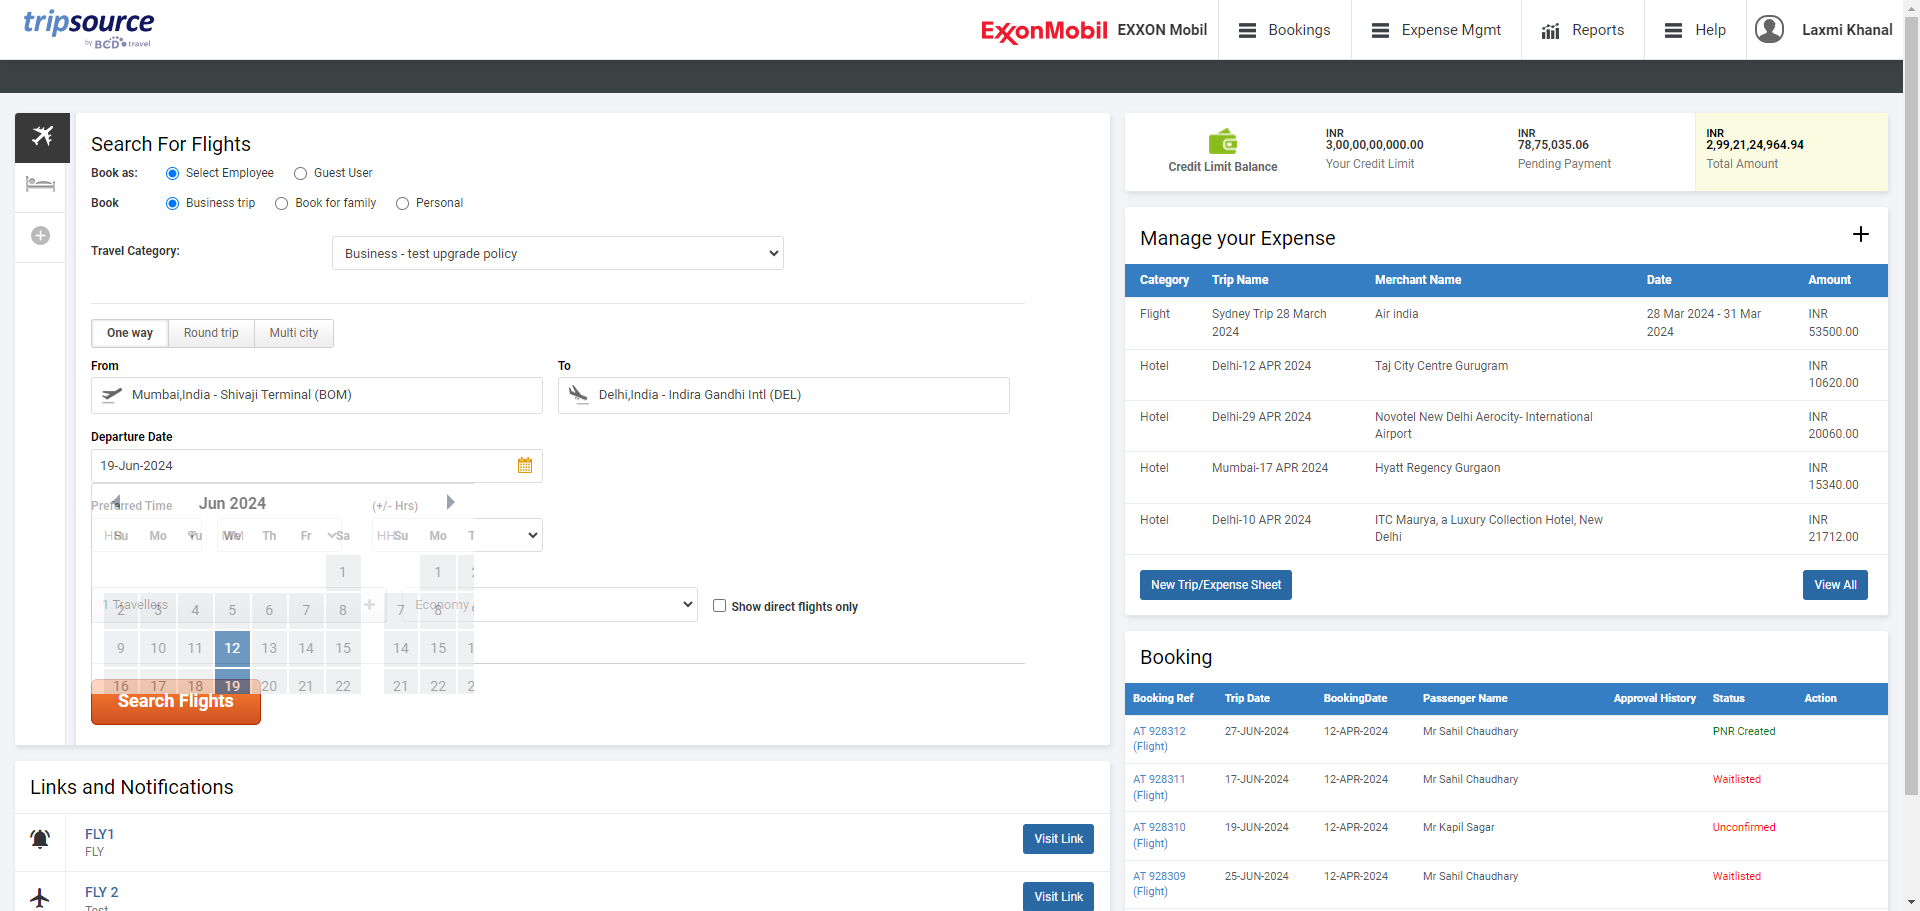 tripsource
by BCD travel
ExxonMobil EXXON Mobil
Bookings
Expense Mgmt
Reports
Help
Laxmi Khanal
Search For Flights
Book as: Select Employee Guest User
Book Business trip Book for family Personal
Travel Category: Business - test upgrade policy
One way Round trip Multi city
From
Mumbai,India - Shivaji Terminal (BOM)
To
Delhi,India - Indira Gandhi Intl (DEL)
Departure Date
19-Jun-2024
Preferred Time
(+/- Hrs)
Jun 2024
Su Mo Tu We Th Fr Sa
1
2 3 4 5 6 7 8
9 10 11 12 13 14 15
16 17 18 19 20 21 22
Su Mo
1
7 8
14 15
21 22
1 Travellers
Economy
Show direct flights only
Search Flights
Links and Notifications
FLY1
FLY
Visit Link
FLY 2
Test
Visit Link
Credit Limit Balance
INR
3,00,00,00,000.00
Your Credit Limit
INR
78,75,035.06
Pending Payment
INR
2,99,21,24,964.94
Total Amount
Manage your Expense
Category Trip Name Merchant Name Date Amount
Flight Sydney Trip 28 March Air india 28 Mar 2024 - 31 Mar INR
2024 2024 53500.00
Hotel Delhi-12 APR 2024 Taj City Centre Gurugram INR
10620.00
Hotel Delhi-29 APR 2024 Novotel New Delhi Aerocity- International INR
Airport 20060.00
Hotel Mumbai-17 APR 2024 Hyatt Regency Gurgaon INR
15340.00
Hotel Delhi-10 APR 2024 ITC Maurya, a Luxury Collection Hotel, New INR
Delhi 21712.00
New Trip/Expense Sheet View All
Booking
Booking Ref Trip Date BookingDate Passenger Name Approval History Status Action
AT 928312 27-JUN-2024 12-APR-2024 Mr Sahil Chaudhary PNR Created
(Flight)
AT 928311 17-JUN-2024 12-APR-2024 Mr Sahil Chaudhary Waitlisted
(Flight)
AT 928310 19-JUN-2024 12-APR-2024 Mr Kapil Sagar Unconfirmed
(Flight)
AT 928309 25-JUN-2024 12-APR-2024 Mr Sahil Chaudhary Waitlisted
(Flight)